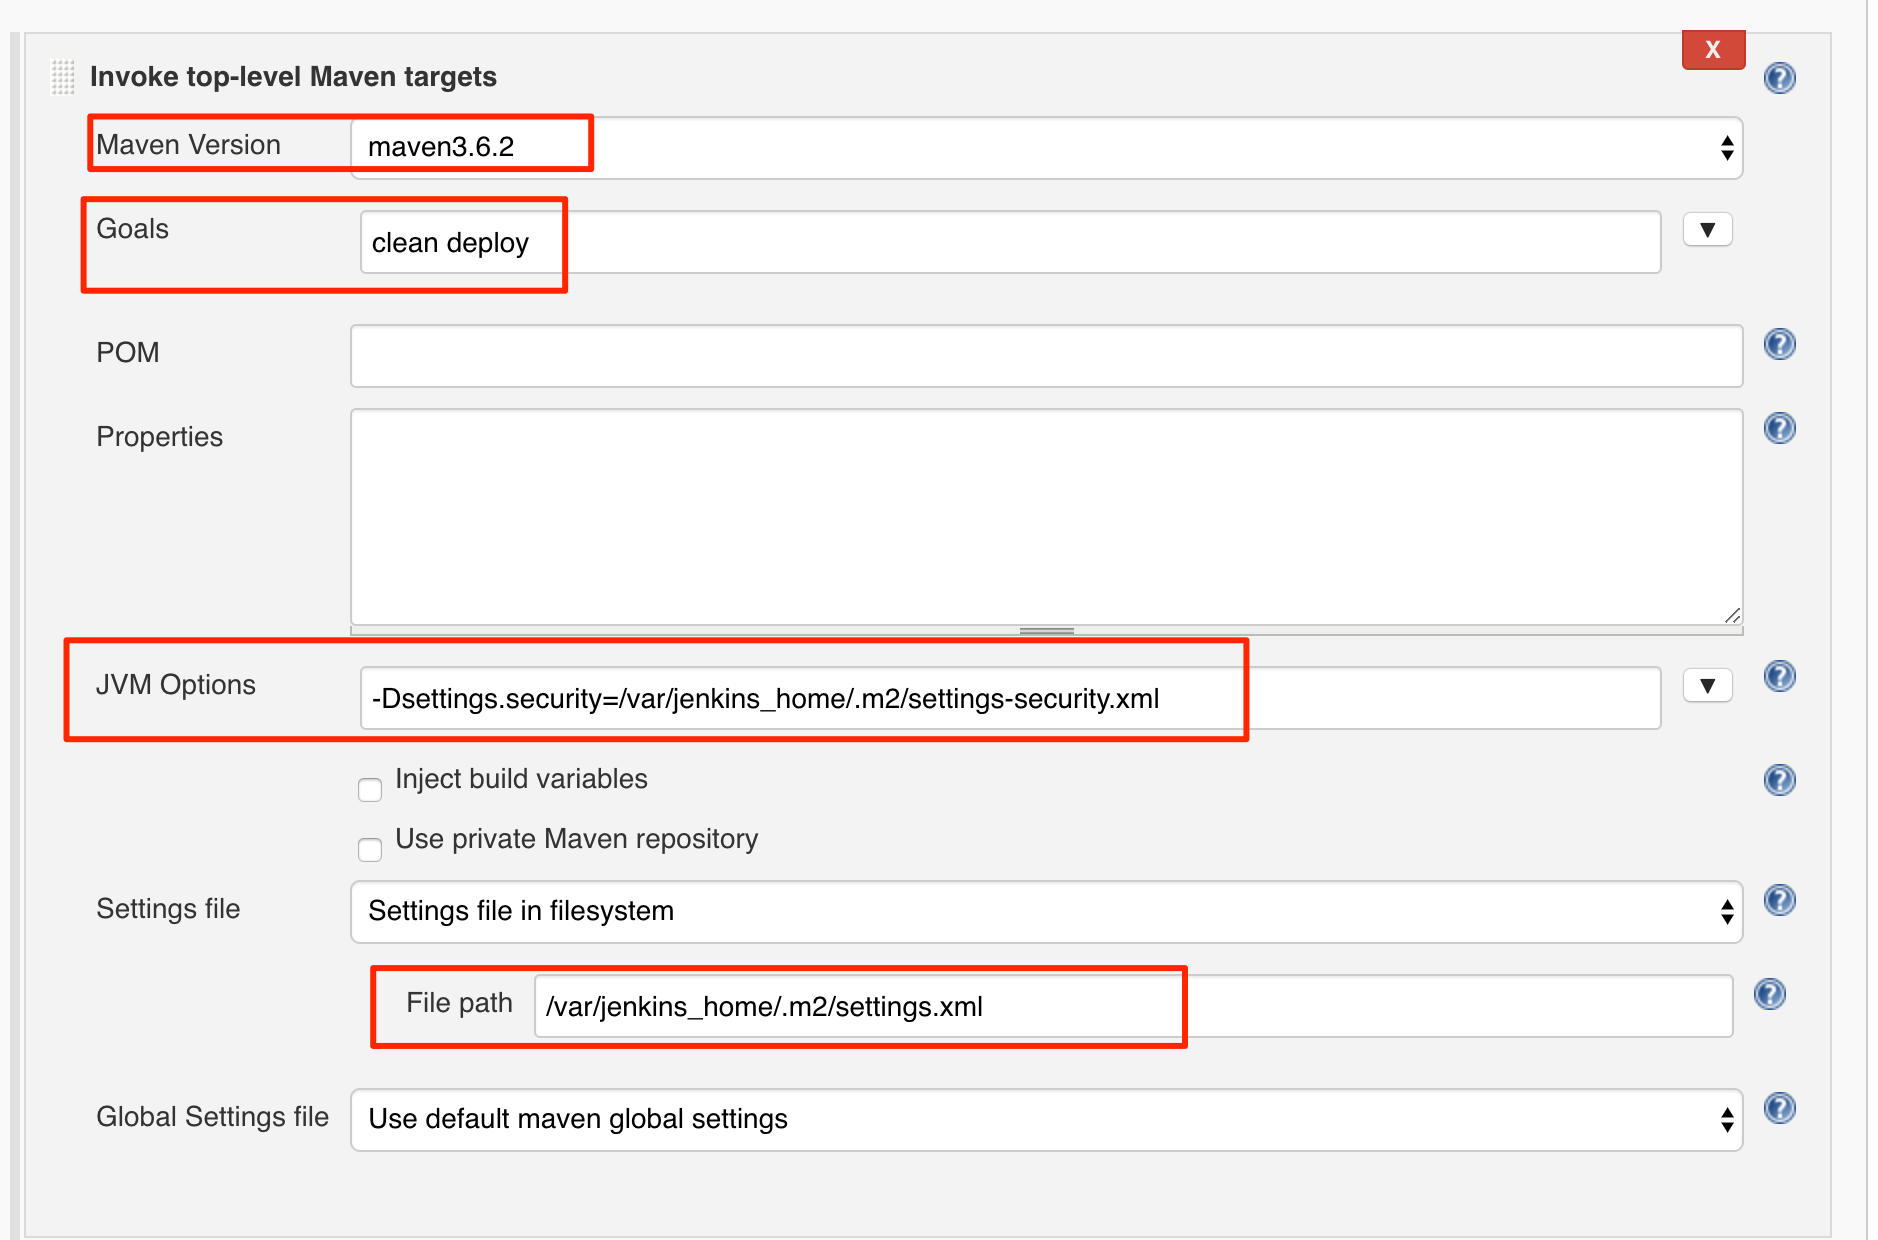 X
Invoke top-level Maven targets
Maven Version maven3.6.2
Goals clean deploy
POM
Properties
JVM Options -Dsettings.security=/var/jenkins_home/.m2/settings-security.xml
Inject build variables
Use private Maven repository
Settings file Settings file in filesystem
File path /var/jenkins_home/.m2/settings.xml
Global Settings file Use default maven global settings